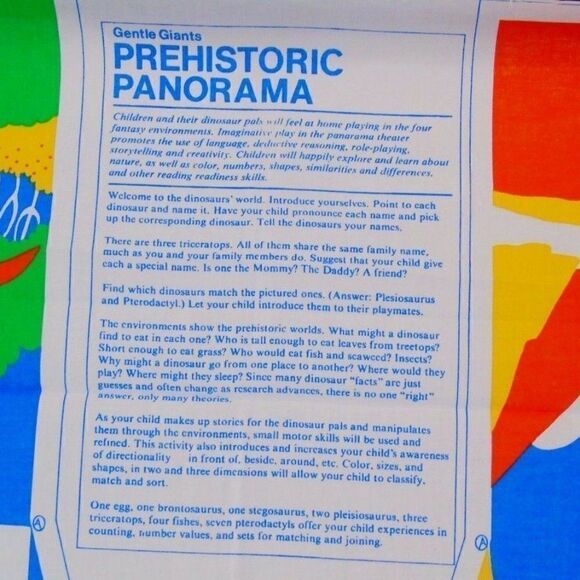 Gentle Giants
PREHISTORIC
PANORAMA
Children and their dinosaur pals will feel at home playing in the four
fantasy environments. Imaginative play in the panorama theater
promotes the use of language, deductive reasoning, role-playing,
storytelling and creativity. Children will happily explore and learn about
nature, as well as color, numbers, shapes, similarities and differences,
and other reading readiness skills.
Welcome to the dinosaurs' world. Introduce yourselves. Point to each
dinosaur and name it. Have your child pronounce each name and pick
up the corresponding dinosaur. Tell the dinosaurs your names.
There are three triceratops. All of them share the same family name,
much as you and your family members do. Suggest that your child give
each a special name. Is one the Mommy? The Daddy? A friend?
Find which dinosaurs match the pictured ones. (Answer: Plesiosaurus
and Pterodactyl.) Let your child introduce them to their playmates.
The environments show the prehistoric worlds. What might a dinosaur
find to eat in each one? Who is tall enough to eat leaves from treetops?
Short enough to eat grass? Who would eat fish and seaweed? Insects?
Why might a dinosaur go from one place to another? Where would they
play? Where might they sleep? Since many dinosaur "facts" are just
guesses and often change as research advances, there is no one "right"
answer, only many theories.
As your child makes up stories for the dinosaur pals and manipulates
them through the environments, small motor skills will be used and
refined. This activity also introduces and increases your child's awareness
of directionality in front of, beside, around, etc. Color, sizes, and
shapes, in two and three dimensions will allow your child to classify,
match and sort.
One egg, one brontosaurus, one stegosaurus, two pleisiosaurus, three
triceratops, four fishes, seven pterodactyls offer your child experiences in
counting, number values, and sets for matching and joining.
A
A